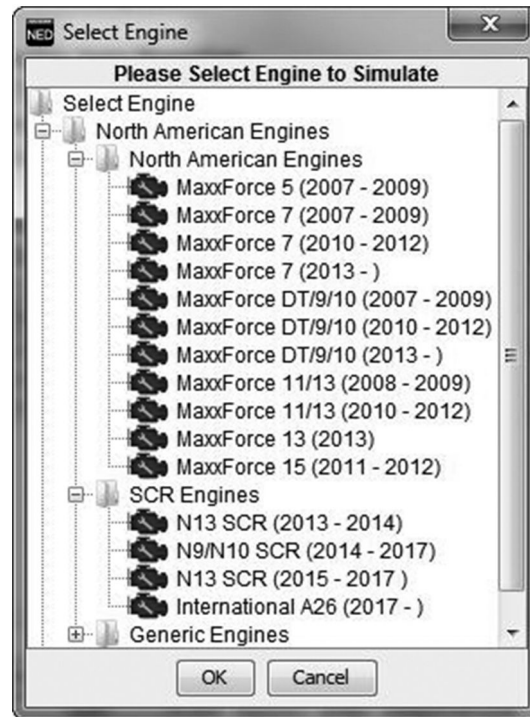 NED Select Engine
Please Select Engine to Simulate
Select Engine
North American Engines
North American Engines
MaxxForce 5 (2007 - 2009)
MaxxForce 7 (2007 - 2009)
MaxxForce 7 (2010 - 2012)
MaxxForce 7 (2013 - )
MaxxForce DT/9/10 (2007 - 2009)
MaxxForce DT/9/10 (2010 - 2012)
MaxxForce DT/9/10 (2013 - )
MaxxForce 11/13 (2008 - 2009)
MaxxForce 11/13 (2010 - 2012)
MaxxForce 13 (2013)
MaxxForce 15 (2011 - 2012)
SCR Engines
N13 SCR (2013 - 2014)
N9/N10 SCR (2014 - 2017)
N13 SCR (2015 - 2017 )
International A26 (2017 - )
Generic Engines
OK Cancel